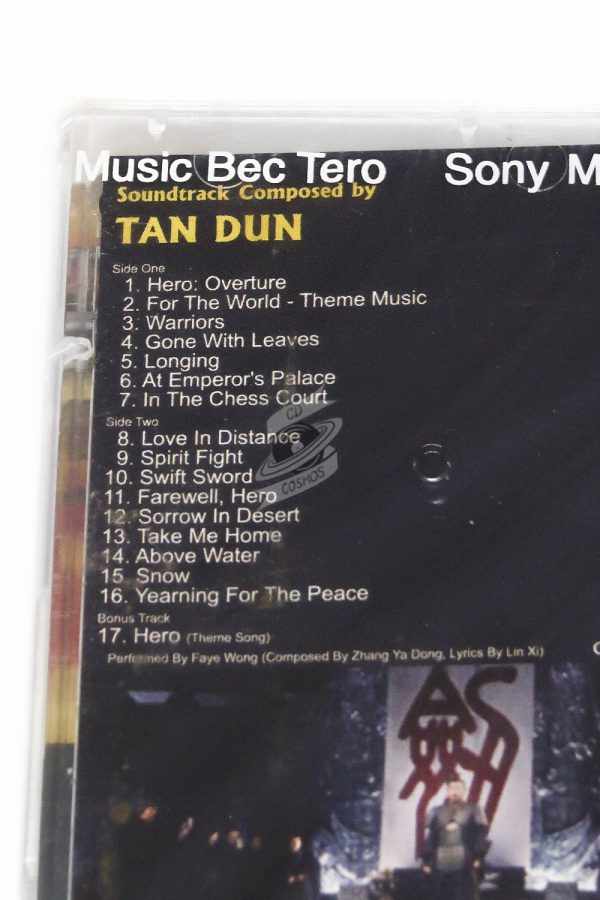 Music Bec Tero Sony M
Soundtrack Composed by
TAN DUN
Side One
1. Hero: Overture
2. For The World - Theme Music
3. Warriors
4. Gone With Leaves
5. Longing
6. At Emperor's Palace
7. In The Chess Court
Side Two
8. Love In Distance
9. Spirit Fight
10. Swift Sword
11. Farewell, Hero
12. Sorrow In Desert
13. Take Me Home
14. Above Water
15. Snow
16. Yearning For The Peace
Bonus Track
17. Hero (Theme Song)
Performed By Faye Wong (Composed By Zhang Ya Dong, Lyrics By Lin Xi)
CD
COSMOS